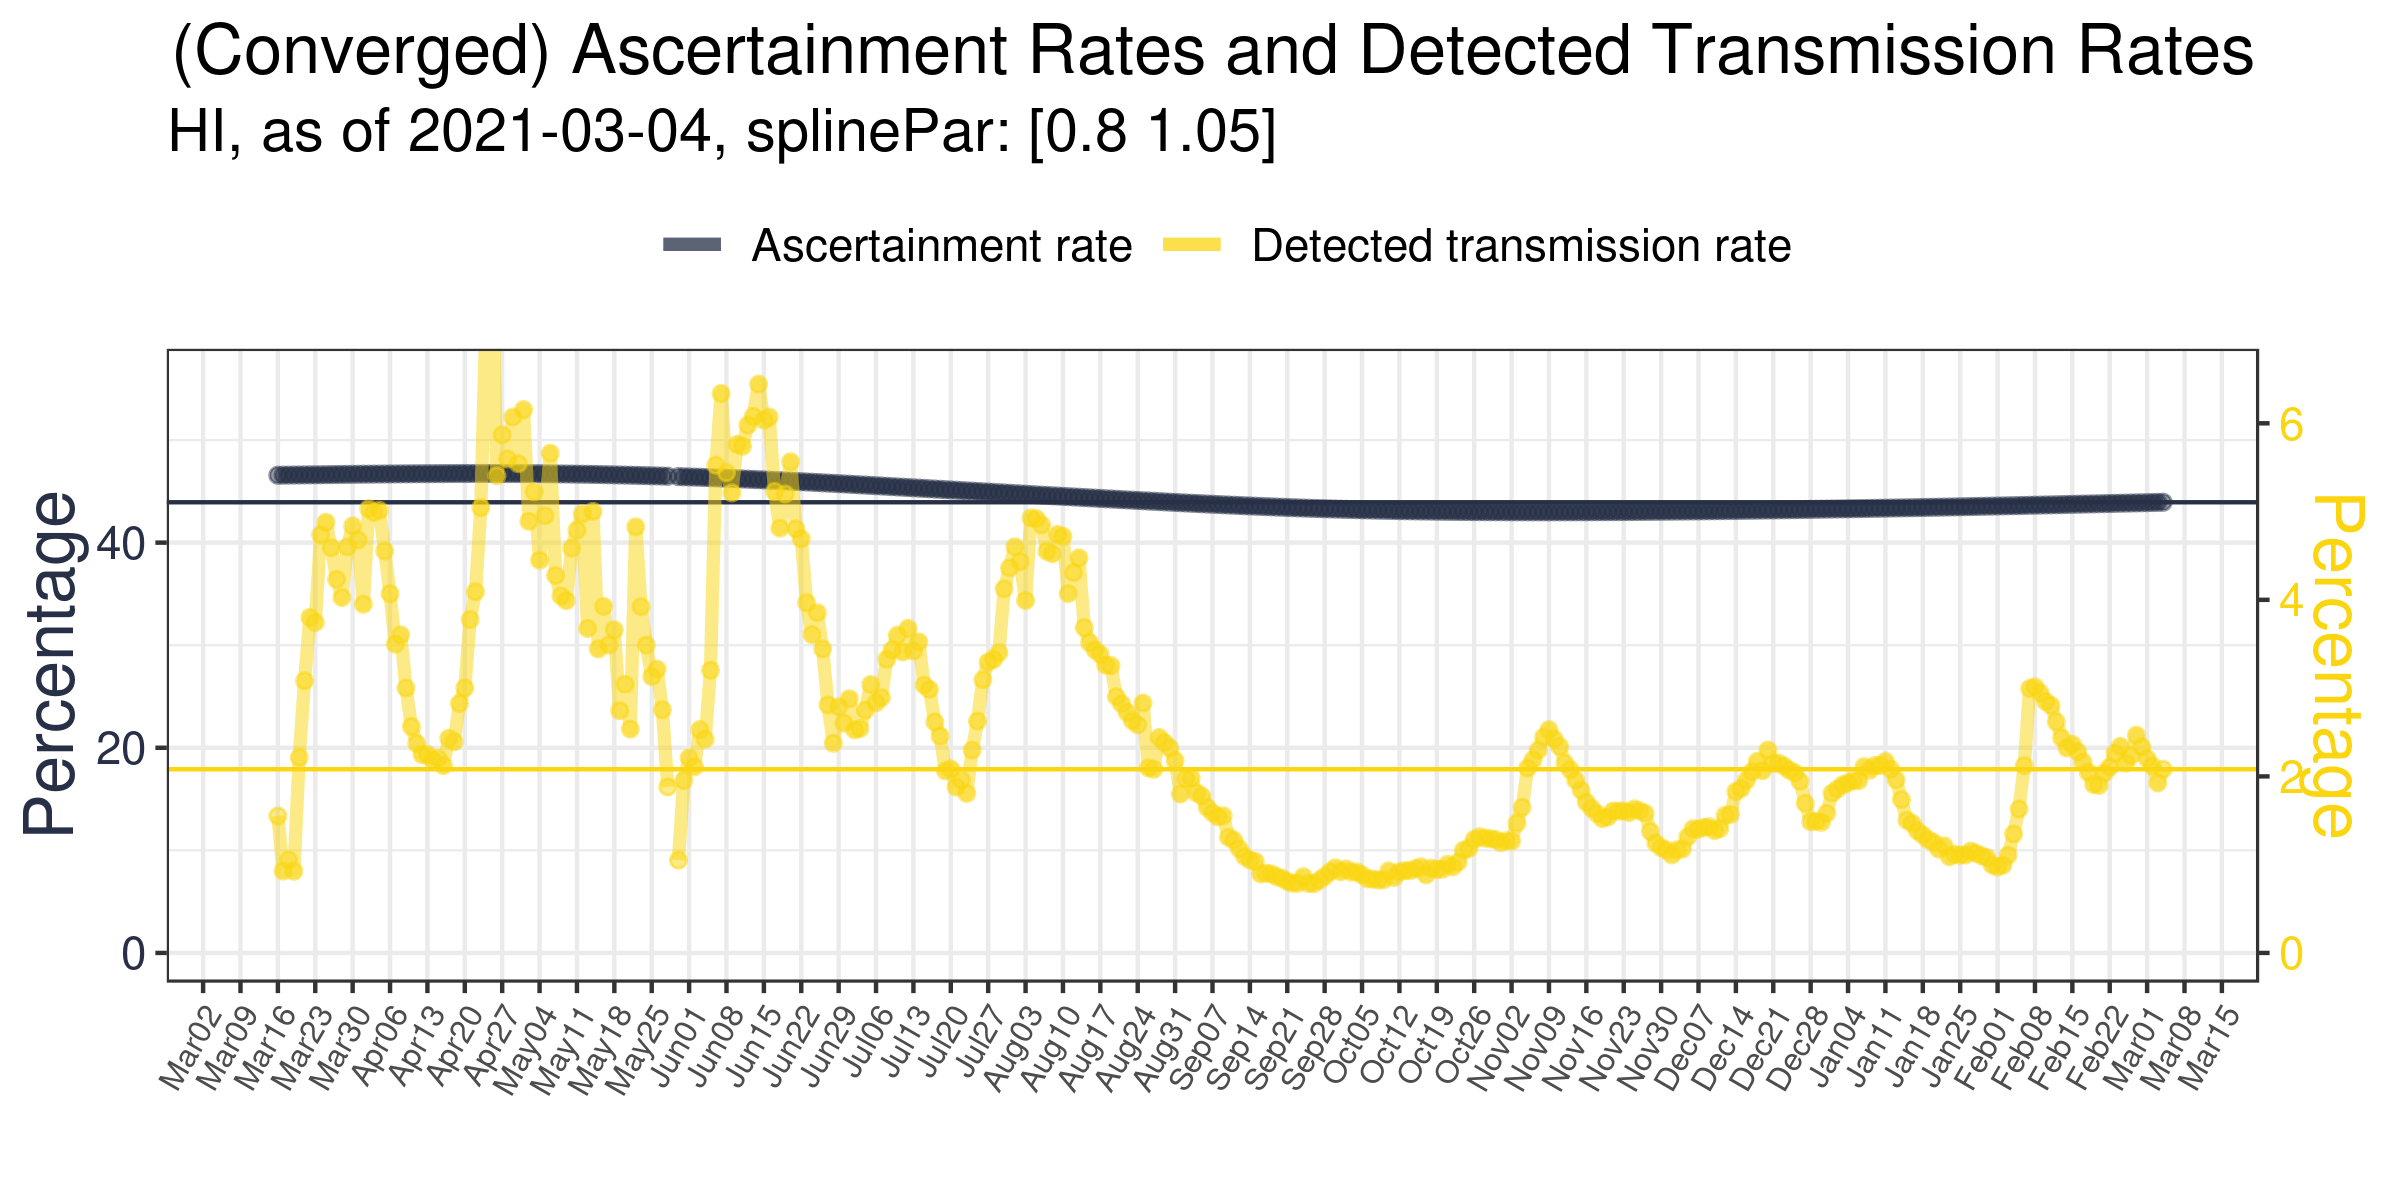 (Converged) Ascertainment Rates and Detected Transmission Rates
HI, as of 2021-03-04, splinePar: [0.8 1.05]
Ascertainment rate
Detected transmission rate
Percentage
40
20
0
6
4
2
0
Percentage
Mar02
Mar09
Mar16
Mar23
Mar30
Apr06
Apr13
Apr20
Apr27
May04
May11
May18
May25
Jun01
Jun08
Jun15
Jun22
Jun29
Jul06
Jul13
Jul20
Jul27
Aug03
Aug10
Aug17
Aug24
Aug31
Sep07
Sep14
Sep21
Sep28
Oct05
Oct12
Oct19
Oct26
Nov02
Nov09
Nov16
Nov23
Nov30
Dec07
Dec14
Dec21
Dec28
Jan04
Jan11
Jan18
Jan25
Feb01
Feb08
Feb15
Feb22
Mar01
Mar08
Mar15